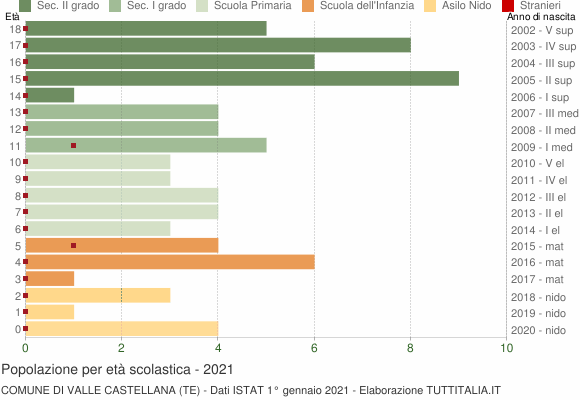 Sec. II grado Sec. I grado Scuola Primaria Scuola dell'Infanzia Asilo Nido Stranieri
Età Anno di nascita
18 2002 - V sup
17 2003 - IV sup
16 2004 - III sup
15 2005 - II sup
14 2006 - I sup
13 2007 - III med
12 2008 - II med
11 2009 - I med
10 2010 - V el
9 2011 - IV el
8 2012 - III el
7 2013 - II el
6 2014 - I el
5 2015 - mat
4 2016 - mat
3 2017 - mat
2 2018 - nido
1 2019 - nido
0 2020 - nido
0 2 4 6 8 10
Popolazione per età scolastica - 2021
COMUNE DI VALLE CASTELLANA (TE) - Dati ISTAT 1° gennaio 2021 - Elaborazione TUTTITALIA.IT